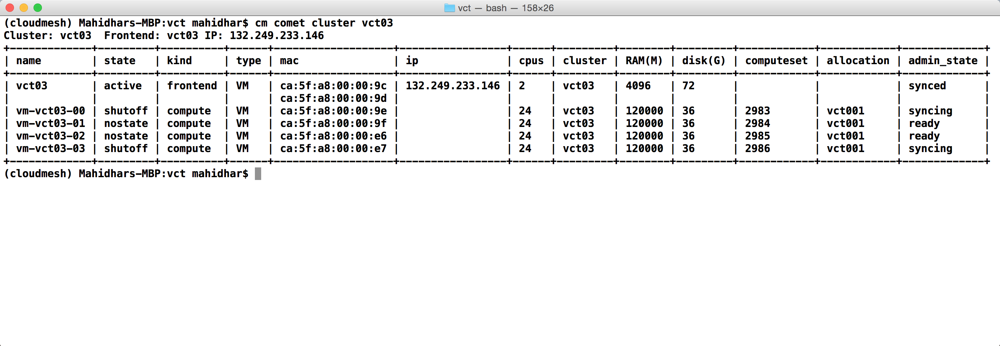 vct — bash — 158×26
(cloudmesh) Mahidhars-MBP:vct mahidhar$ cm comet cluster vct03
Cluster: vct03  Frontend: vct03 IP: 132.249.233.146
+-------------+---------+----------+------+-------------------+-----------------+------+---------+--------+---------+------------+------------+-------------+
| name        | state   | kind     | type | mac               | ip              | cpus | cluster | RAM(M) | disk(G) | computeset | allocation | admin_state |
+-------------+---------+----------+------+-------------------+-----------------+------+---------+--------+---------+------------+------------+-------------+
| vct03       | active  | frontend | VM   | ca:5f:a8:00:00:9c | 132.249.233.146 | 2    | vct03   | 4096   | 72      |            |            | synced      |
|             |         |          |      | ca:5f:a8:00:00:9d |                 |      |         |        |         |            |            |             |
| vm-vct03-00 | shutoff | compute  | VM   | ca:5f:a8:00:00:9e |                 | 24   | vct03   | 120000 | 36      | 2983       | vct001     | syncing     |
| vm-vct03-01 | nostate | compute  | VM   | ca:5f:a8:00:00:9f |                 | 24   | vct03   | 120000 | 36      | 2984       | vct001     | ready       |
| vm-vct03-02 | nostate | compute  | VM   | ca:5f:a8:00:00:e6 |                 | 24   | vct03   | 120000 | 36      | 2985       | vct001     | ready       |
| vm-vct03-03 | shutoff | compute  | VM   | ca:5f:a8:00:00:e7 |                 | 24   | vct03   | 120000 | 36      | 2986       | vct001     | syncing     |
+-------------+---------+----------+------+-------------------+-----------------+------+---------+--------+---------+------------+------------+-------------+
(cloudmesh) Mahidhars-MBP:vct mahidhar$